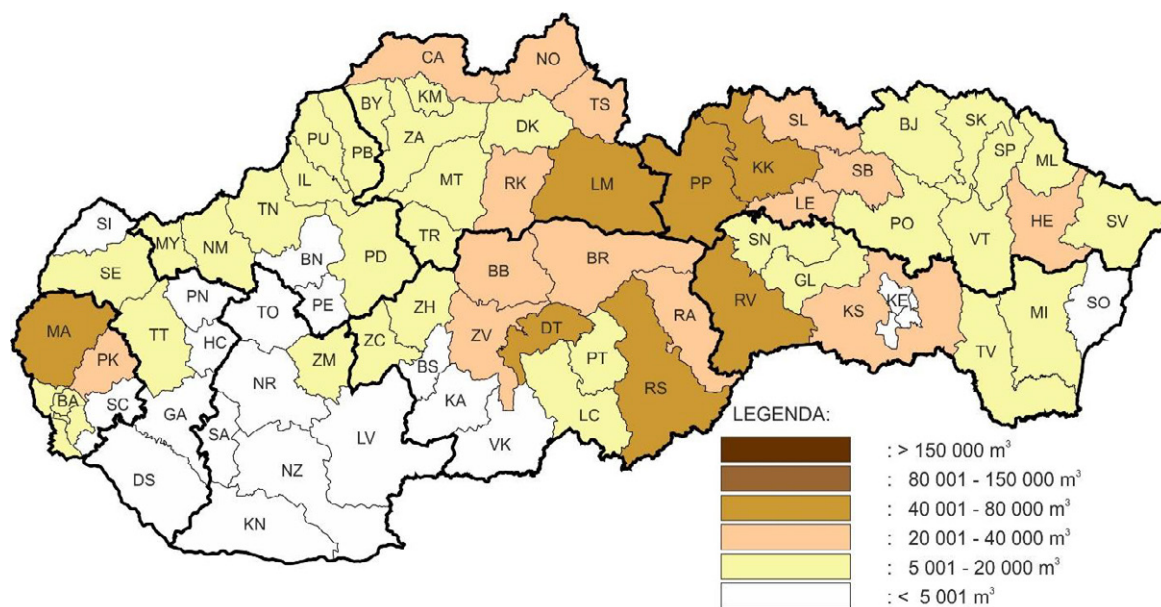 CA
NO
TS
BY
KM
DK
SL
BJ
SK
SP
ML
PU
PB
ZA
KK
IL
MT
RK
LM
PP
SB
HE
SV
TN
LE
PO
VT
SI
MY
NM
TR
SN
BN
PD
BB
BR
GL
SE
PN
PE
ZH
RV
KS
KE
MI
SO
TO
MA
TT
HC
ZC
ZV
DT
RA
TV
PK
ZM
BS
PT
RS
NR
BA
SC
KA
LC
GA
SA
LV
VK
NZ
DS
KN
LEGENDA:
: > 150 000 m³
: 80 001 - 150 000 m³
: 40 001 - 80 000 m³
: 20 001 - 40 000 m³
: 5 001 - 20 000 m³
: < 5 001 m³